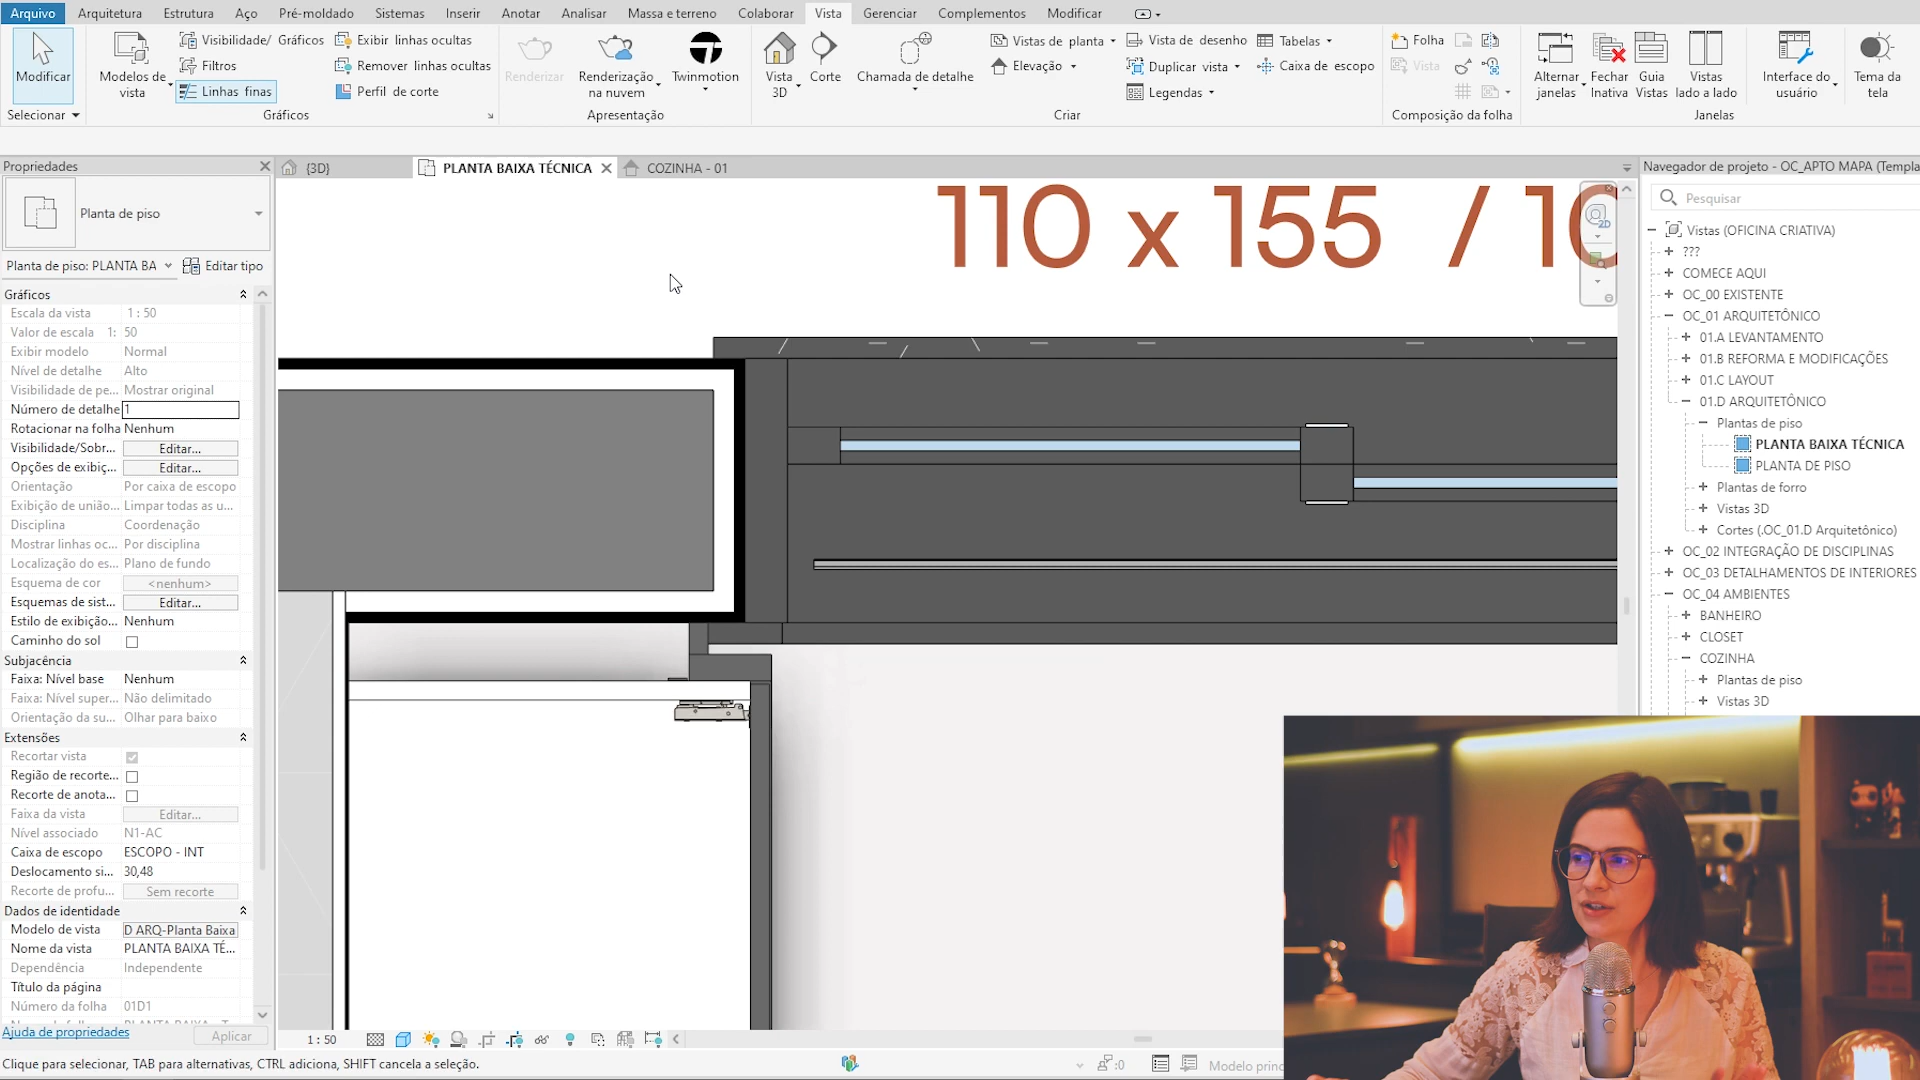 Arquivo Arquitetura Estrutura Aço Pré-moldado Sistemas Inserir Anotar Analisar Massa e terreno Colaborar Vista Gerenciar Complementos Modificar
Modificar
Selecionar
Modelos de vista
Visibilidade/ Gráficos
Filtros
Linhas finas
Exibir linhas ocultas
Remover linhas ocultas
Perfil de corte
Gráficos
Renderizar
Renderização na nuvem
Twinmotion
Apresentação
Vista 3D
Corte
Chamada de detalhe
Vistas de planta
Elevação
Vista de desenho
Duplicar vista
Legendas
Tabelas
Caixa de escopo
Criar
Folha
Vista
Composição da folha
Alternar janelas
Fechar Inativa
Guia Vistas
Vistas lado a lado
Interface do usuário
Tema da tela
Janelas
Propriedades
Planta de piso
Planta de piso: PLANTA BA
Editar tipo
Gráficos
Escala da vista 1 : 50
Valor de escala 1: 50
Exibir modelo Normal
Nível de detalhe Alto
Visibilidade de pe... Mostrar original
Número de detalhe 1
Rotacionar na folha Nenhum
Visibilidade/Sobr... Editar...
Opções de exibiç... Editar...
Orientação Por caixa de escopo
Exibição de união... Limpar todas as u...
Disciplina Coordenação
Mostrar linhas oc... Por disciplina
Localização do es... Plano de fundo
Esquema de cor <nenhum>
Esquemas de sist... Editar...
Estilo de exibição... Nenhum
Caminho do sol
Subjacência
Faixa: Nível base Nenhum
Faixa: Nível super... Não delimitado
Orientação da su... Olhar para baixo
Extensões
Recortar vista
Região de recorte...
Recorte de anota...
Faixa da vista Editar...
Nível associado N1-AC
Caixa de escopo ESCOPO - INT
Deslocamento si... 30,48
Recorte de profu... Sem recorte
Dados de identidade
Modelo de vista D ARQ-Planta Baixa
Nome da vista PLANTA BAIXA TÉ...
Dependência Independente
Título da página
Número da folha 01D1
Ajuda de propriedades
Aplicar
{3D}
PLANTA BAIXA TÉCNICA
COZINHA - 01
110 x 155 / 10
2D
Navegador de projeto - OC_APTO MAPA (Templa
Pesquisar
Vistas (OFICINA CRIATIVA)
???
COMECE AQUI
OC_00 EXISTENTE
OC_01 ARQUITETÔNICO
01.A LEVANTAMENTO
01.B REFORMA E MODIFICAÇÕES
01.C LAYOUT
01.D ARQUITETÔNICO
Plantas de piso
PLANTA BAIXA TÉCNICA
PLANTA DE PISO
Plantas de forro
Vistas 3D
Cortes (.OC_01.D Arquitetônico)
OC_02 INTEGRAÇÃO DE DISCIPLINAS
OC_03 DETALHAMENTOS DE INTERIORES
OC_04 AMBIENTES
BANHEIRO
CLOSET
COZINHA
Plantas de piso
Vistas 3D
1 : 50
Clique para selecionar, TAB para alternativas, CTRL adiciona, SHIFT cancela a seleção.
:0
Modelo princ